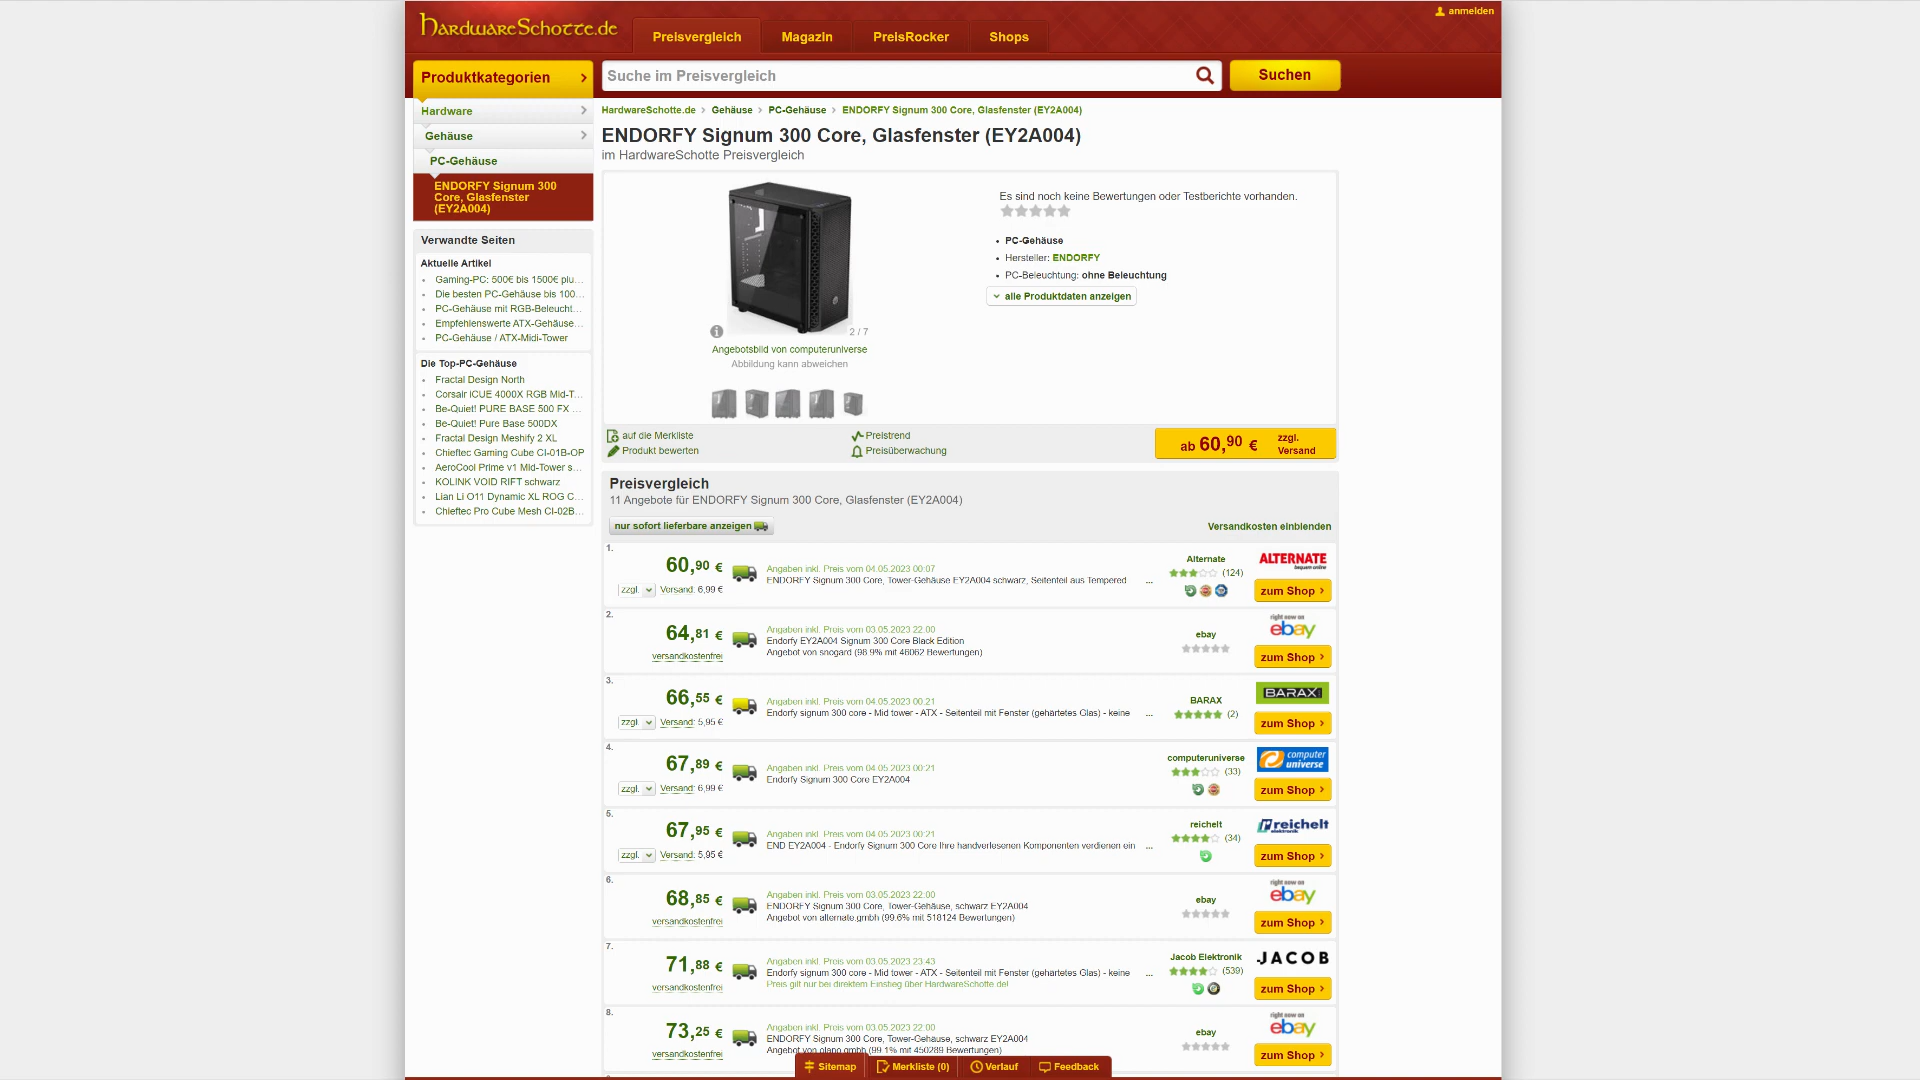 HardwareSchotte.de
Preisvergleich
Magazin
PreisRocker
Shops
anmelden
Produktkategorien
Suche im Preisvergleich
Suchen
Hardware
Gehäuse
PC-Gehäuse
ENDORFY Signum 300
Core, Glasfenster
(EY2A004)
Verwandte Seiten
Aktuelle Artikel
Gaming-PC: 500€ bis 1500€ plu...
Die besten PC-Gehäuse bis 100...
PC-Gehäuse mit RGB-Beleucht...
Empfehlenswerte ATX-Gehäuse...
PC-Gehäuse / ATX-Midi-Tower
Die Top-PC-Gehäuse
Fractal Design North
Corsair iCUE 4000X RGB Mid-T...
Be-Quiet! PURE BASE 500 FX ...
Be-Quiet! Pure Base 500DX
Fractal Design Meshify 2 XL
Chieftec Gaming Cube CI-01B-OP
AeroCool Prime v1 Mid-Tower s...
KOLINK VOID RIFT schwarz
Lian Li O11 Dynamic XL ROG C...
Chieftec Pro Cube Mesh CI-02B...
HardwareSchotte.de > Gehäuse > PC-Gehäuse > ENDORFY Signum 300 Core, Glasfenster (EY2A004)
ENDORFY Signum 300 Core, Glasfenster (EY2A004)
im HardwareSchotte Preisvergleich
2 / 7
Angebotsbild von computeruniverse
Abbildung kann abweichen
Es sind noch keine Bewertungen oder Testberichte vorhanden.
PC-Gehäuse
Hersteller: ENDORFY
PC-Beleuchtung: ohne Beleuchtung
alle Produktdaten anzeigen
auf die Merkliste
Produkt bewerten
Preistrend
Preisüberwachung
ab 60,90 €
zzgl.
Versand
Preisvergleich
11 Angebote für ENDORFY Signum 300 Core, Glasfenster (EY2A004)
nur sofort lieferbare anzeigen
Versandkosten einblenden
1.
60,90 €
zzgl. Versand: 6,99 €
Angaben inkl. Preis vom 04.05.2023 00:07
ENDORFY Signum 300 Core, Tower-Gehäuse EY2A004 schwarz, Seitenteil aus Tempered ...
Alternate
(124)
ALTERNATE
bequem online
zum Shop
2.
64,81 €
versandkostenfrei
Angaben inkl. Preis vom 03.05.2023 22:00
Endorfy EY2A004 Signum 300 Core Black Edition
Angebot von snogard (98.9% mit 46062 Bewertungen)
ebay
right now on
ebay
zum Shop
3.
66,55 €
zzgl. Versand: 5,95 €
Angaben inkl. Preis vom 04.05.2023 00:21
Endorfy signum 300 core - Mid tower - ATX - Seitenteil mit Fenster (gehärtetes Glas) - keine ...
BARAX
(2)
BARAX
zum Shop
4.
67,89 €
zzgl. Versand: 6,99 €
Angaben inkl. Preis vom 04.05.2023 00:21
Endorfy Signum 300 Core EY2A004
computeruniverse
(33)
computer
universe
zum Shop
5.
67,95 €
zzgl. Versand: 5,95 €
Angaben inkl. Preis vom 04.05.2023 00:21
END EY2A004 - Endorfy Signum 300 Core Ihre handverlesenen Komponenten verdienen ein ...
reichelt
(34)
reichelt
elektronik
zum Shop
6.
68,85 €
versandkostenfrei
Angaben inkl. Preis vom 03.05.2023 22:00
ENDORFY Signum 300 Core, Tower-Gehäuse, schwarz EY2A004
Angebot von alternate.gmbh (99.6% mit 518124 Bewertungen)
ebay
right now on
ebay
zum Shop
7.
71,88 €
versandkostenfrei
Angaben inkl. Preis vom 03.05.2023 23:43
Endorfy signum 300 core - Mid tower - ATX - Seitenteil mit Fenster (gehärtetes Glas) - keine ...
Preis gilt nur bei direktem Einstieg über HardwareSchotte.de!
Jacob Elektronik
(539)
JACOB
zum Shop
8.
73,25 €
versandkostenfrei
Angaben inkl. Preis vom 03.05.2023 22:00
ENDORFY Signum 300 Core, Tower-Gehäuse, schwarz EY2A004
Angebot von olano gmbh (99.1% mit 450289 Bewertungen)
ebay
right now on
ebay
zum Shop
Sitemap
Merkliste (0)
Verlauf
Feedback